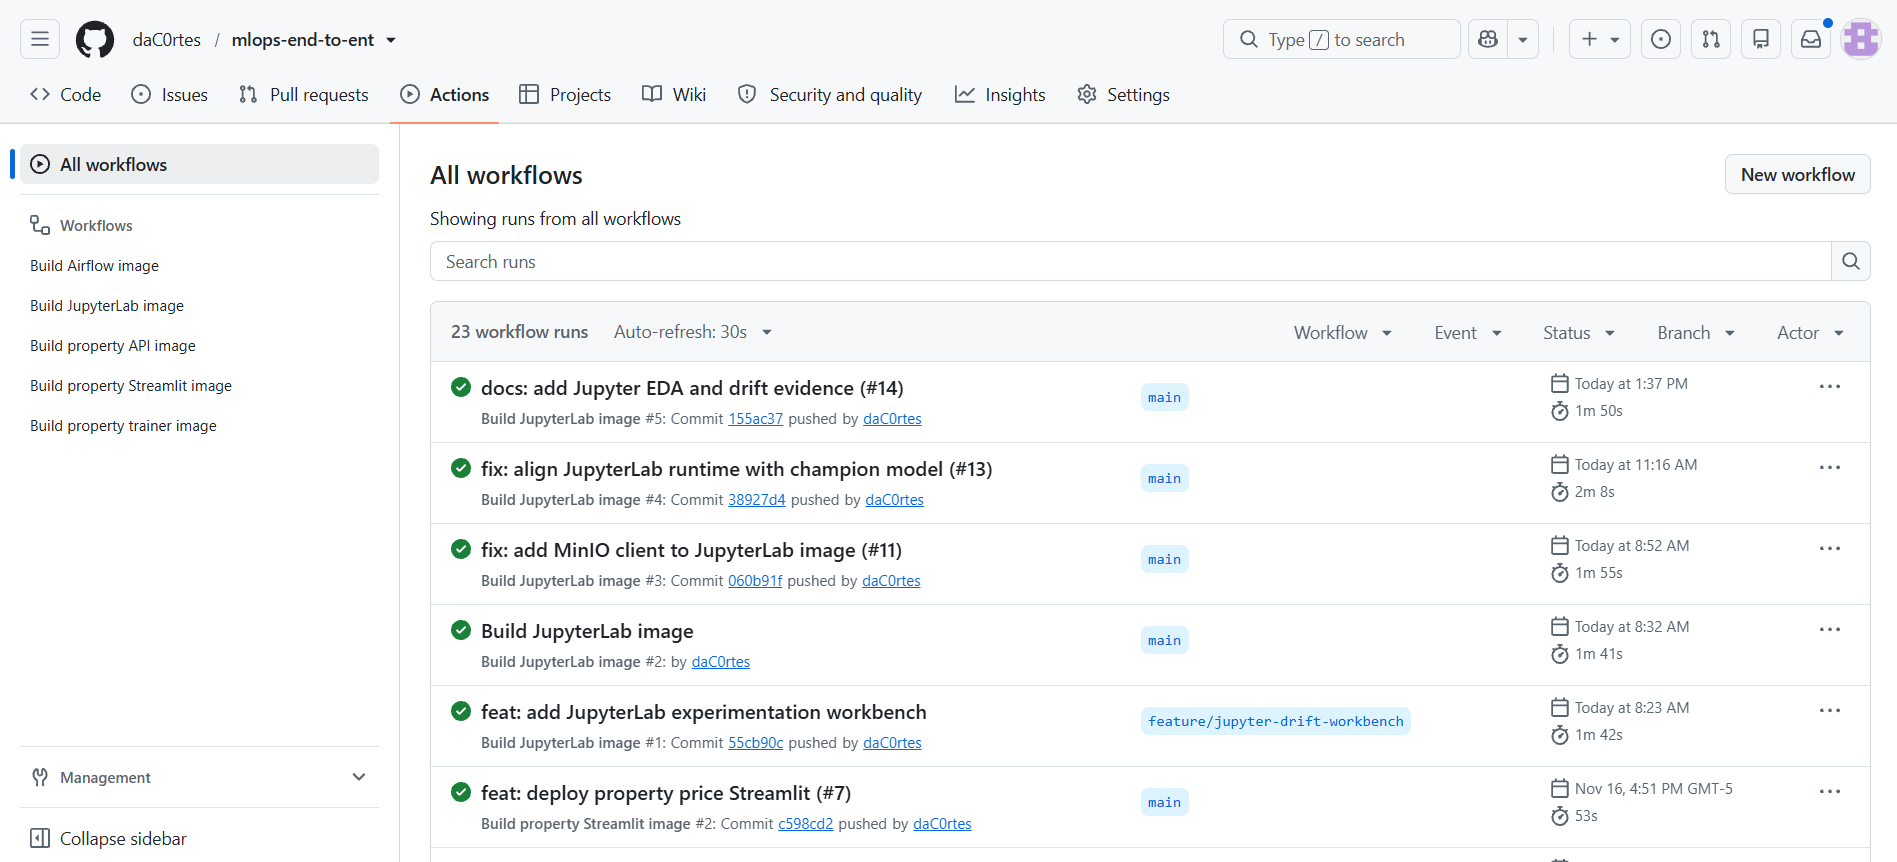 daC0rtes / mlops-end-to-ent
Type / to search
Code Issues Pull requests Actions Projects Wiki Security and quality Insights Settings
All workflows
Workflows
Build Airflow image
Build JupyterLab image
Build property API image
Build property Streamlit image
Build property trainer image
Management
Collapse sidebar
All workflows
New workflow
Showing runs from all workflows
Search runs
23 workflow runs Auto-refresh: 30s Workflow Event Status Branch Actor
docs: add Jupyter EDA and drift evidence (#14)
Build JupyterLab image #5: Commit 155ac37 pushed by daC0rtes
main
Today at 1:37 PM
1m 50s
fix: align JupyterLab runtime with champion model (#13)
Build JupyterLab image #4: Commit 38927d4 pushed by daC0rtes
main
Today at 11:16 AM
2m 8s
fix: add MinIO client to JupyterLab image (#11)
Build JupyterLab image #3: Commit 060b91f pushed by daC0rtes
main
Today at 8:52 AM
1m 55s
Build JupyterLab image
Build JupyterLab image #2: by daC0rtes
main
Today at 8:32 AM
1m 41s
feat: add JupyterLab experimentation workbench
Build JupyterLab image #1: Commit 55cb90c pushed by daC0rtes
feature/jupyter-drift-workbench
Today at 8:23 AM
1m 42s
feat: deploy property price Streamlit (#7)
Build property Streamlit image #2: Commit c598cd2 pushed by daC0rtes
main
Nov 16, 4:51 PM GMT-5
53s